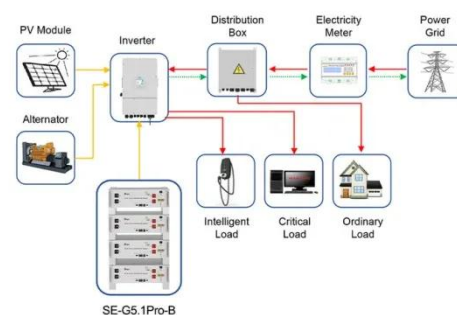 PV Module
Inverter
Distribution
Box
Electricity
Meter
Power
Grid
Alternator
Intelligent
Load
Critical
Load
Ordinary
Load
SE-G5.1Pro-B